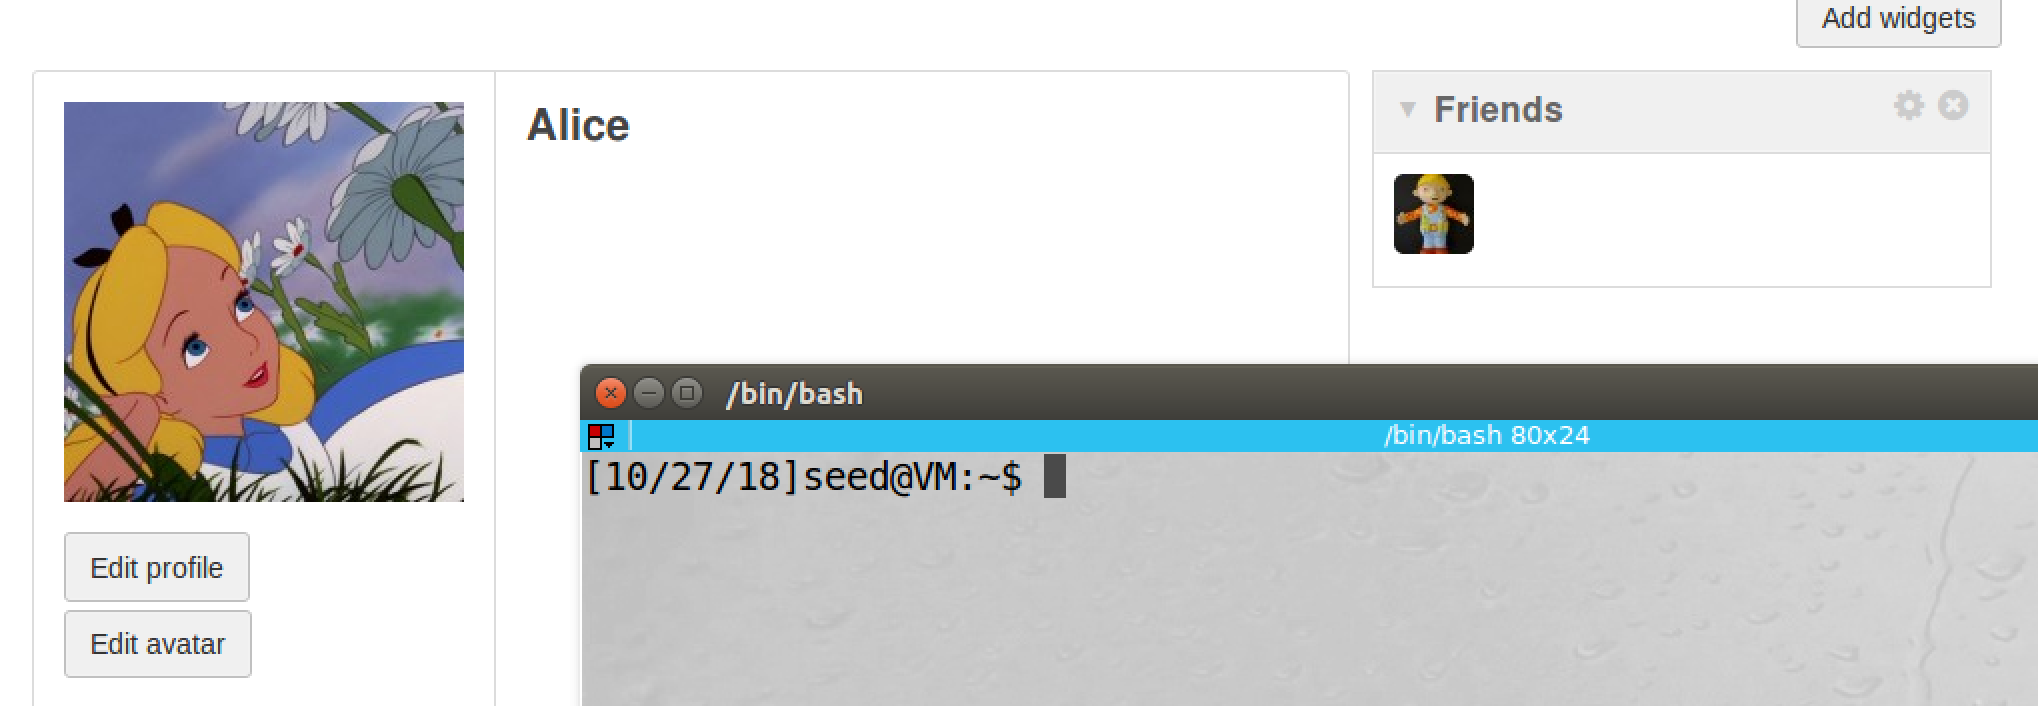 Add widgets
Alice
Friends
/bin/bash
/bin/bash 80x24
[10/27/18]seed@VM:~$
Edit profile
Edit avatar